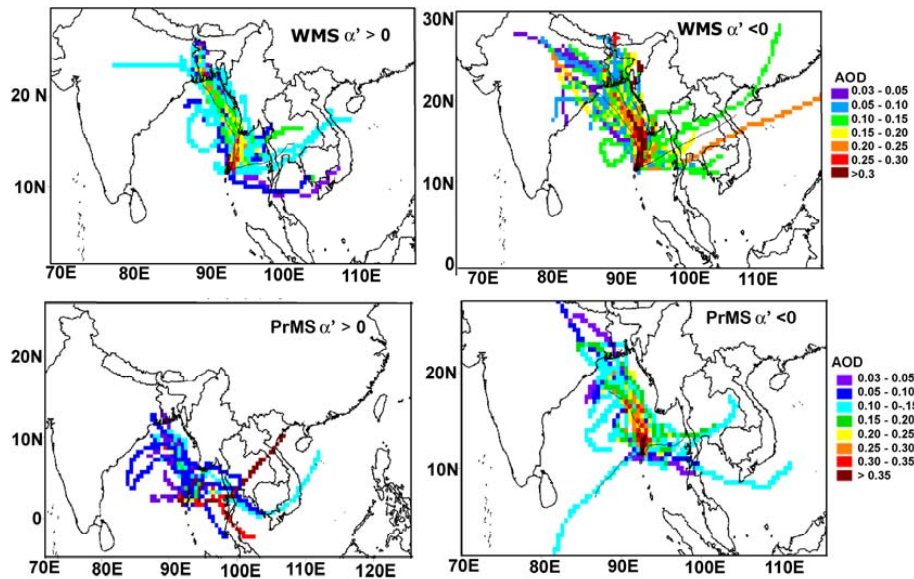 WMS α' > 0
20 N
10N
70E 80E 90E 100E 110E
30N
WMS α' <0
20N
10N
0
70E 80E 90E 100E 110E
AOD
0.03 - 0.05
0.05 - 0.10
0.10 - 0.15
0.15 - 0.20
0.20 - 0.25
0.25 - 0.30
>0.3
PrMS α' > 0
20N
10N
0
70E 80E 90E 100E 110E 120E
PrMS α' <0
20N
10N
70E 80E 90E 100E 110E
AOD
0.03 - 0.05
0.05 - 0.10
0.15 - 0.20
0.20 - 0.25
0.25 - 0.30
0.30 - 0.35
> 0.35